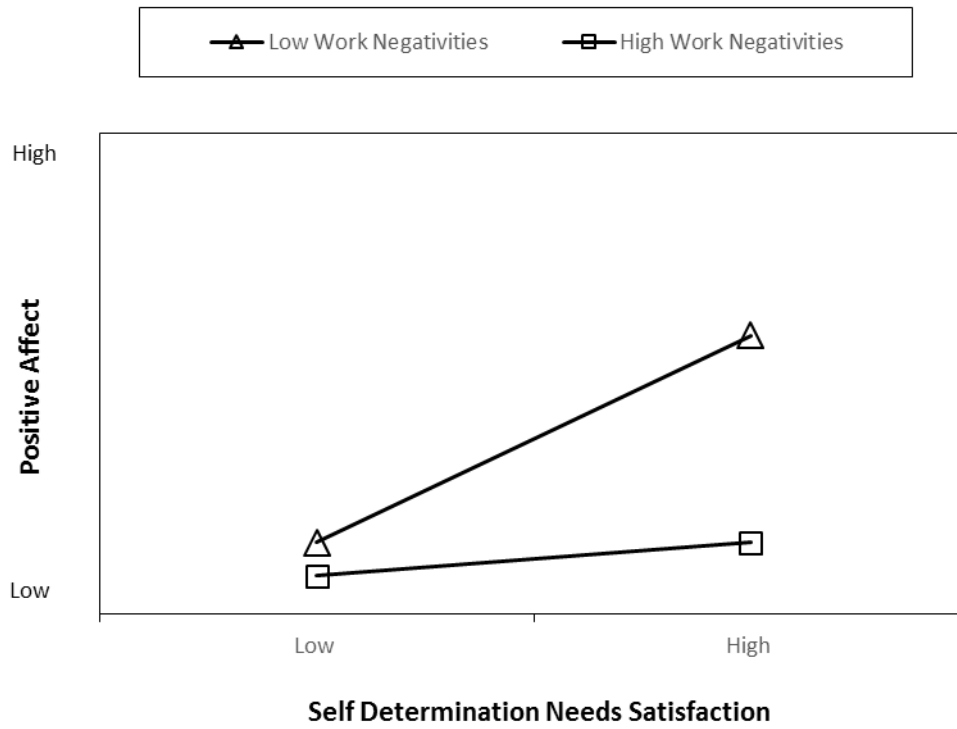 Low Work Negativities
High Work Negativities
High
Positive Affect
Low
Low
High
Self Determination Needs Satisfaction